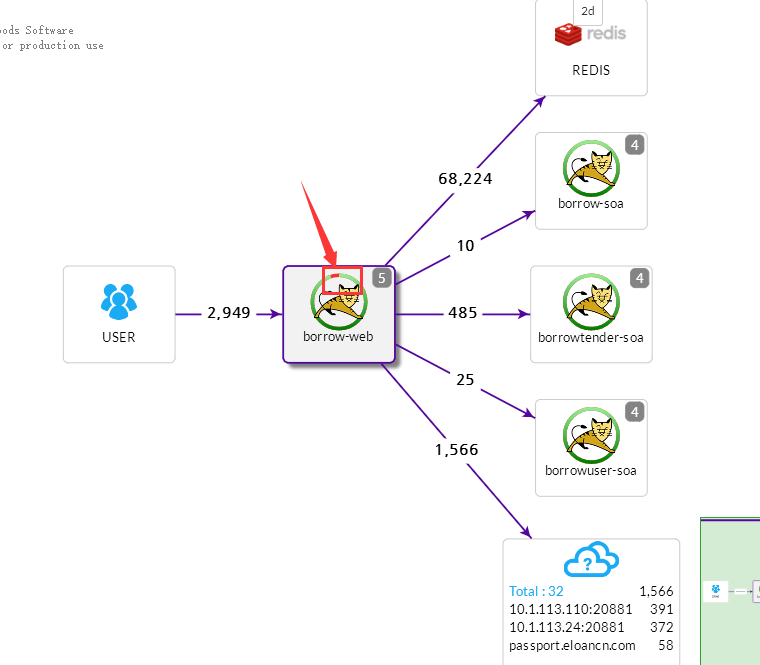 ods Software
or production use
2d
redis
REDIS
68,224
4
borrow-soa
10
USER
2,949
5
borrow-web
485
4
borrowtender-soa
25
4
borrowuser-soa
1,566
?
Total : 32 1,566
10.1.113.110:20881 391
10.1.113.24:20881 372
passport.eloancn.com 58